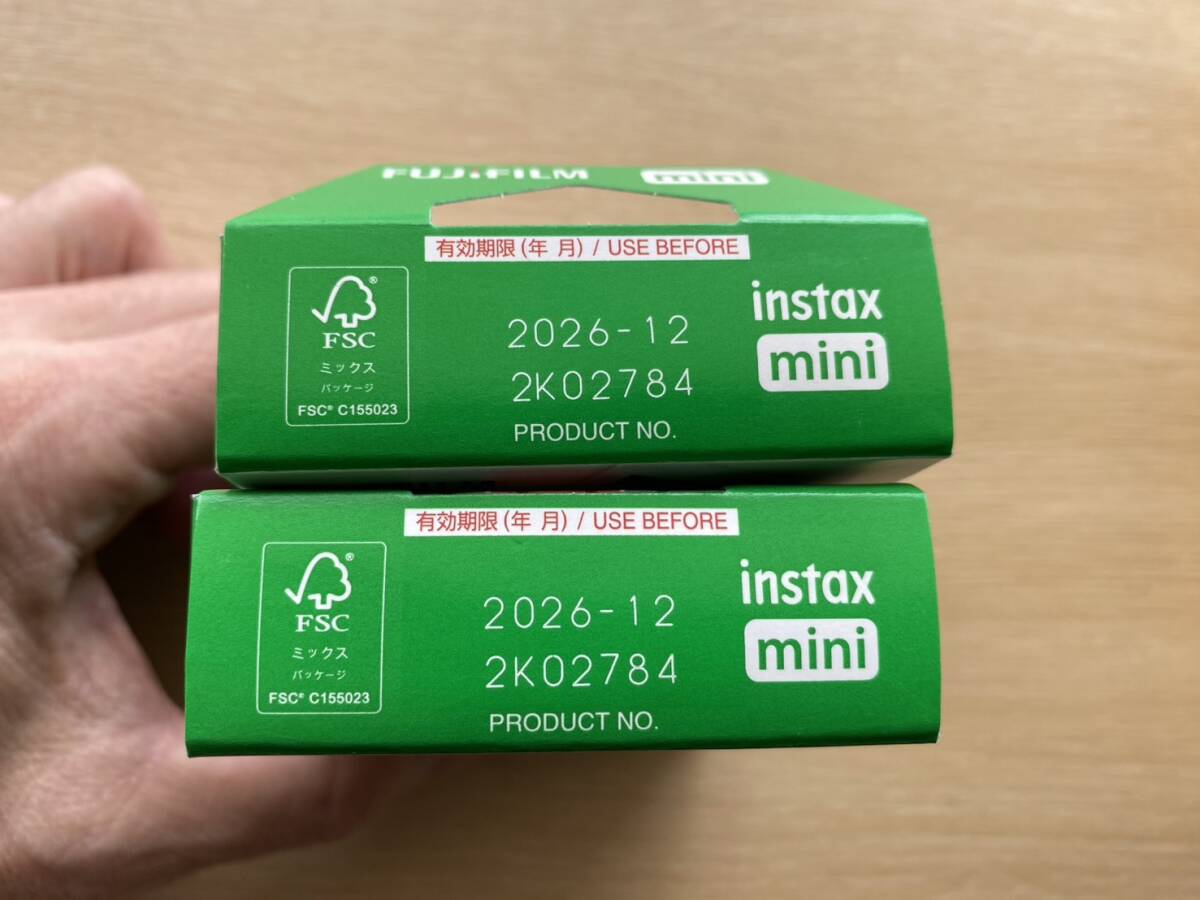 FUJIFILM
mini
有効期限(年 月) / USE BEFORE
FSC®
ミックス
パッケージ
FSC® C155023
2026-12
2K02784
PRODUCT NO.
instax
mini
有効期限(年 月) / USE BEFORE
FSC®
ミックス
パッケージ
FSC® C155023
2026-12
2K02784
PRODUCT NO.
instax
mini